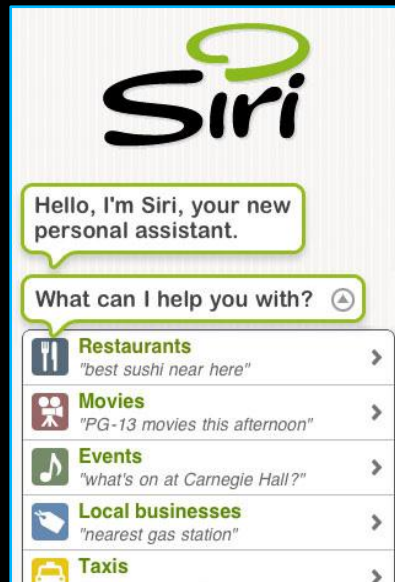 Siri
Hello, I'm Siri, your new
personal assistant.
What can I help you with?
Restaurants
"best sushi near here"
Movies
"PG-13 movies this afternoon"
Events
"what's on at Carnegie Hall?"
Local businesses
"nearest gas station"
Taxis